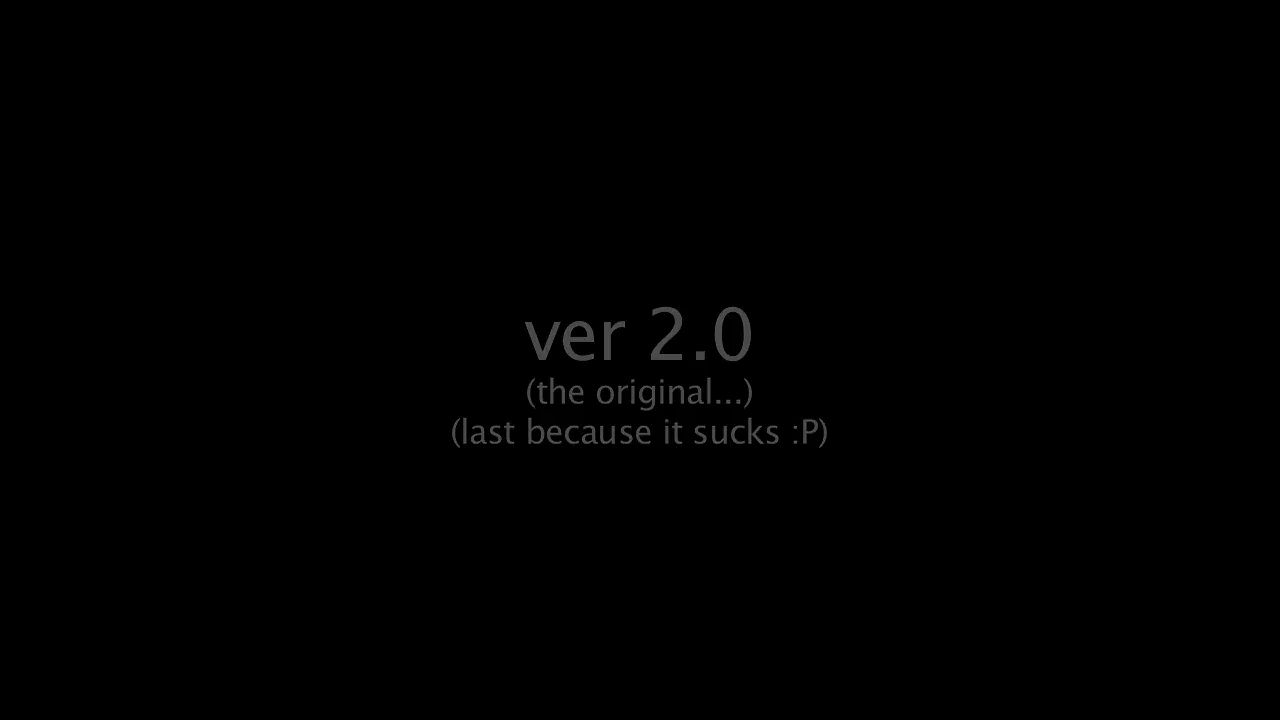 ver 2.0
(the original...)
(last because it sucks :P)